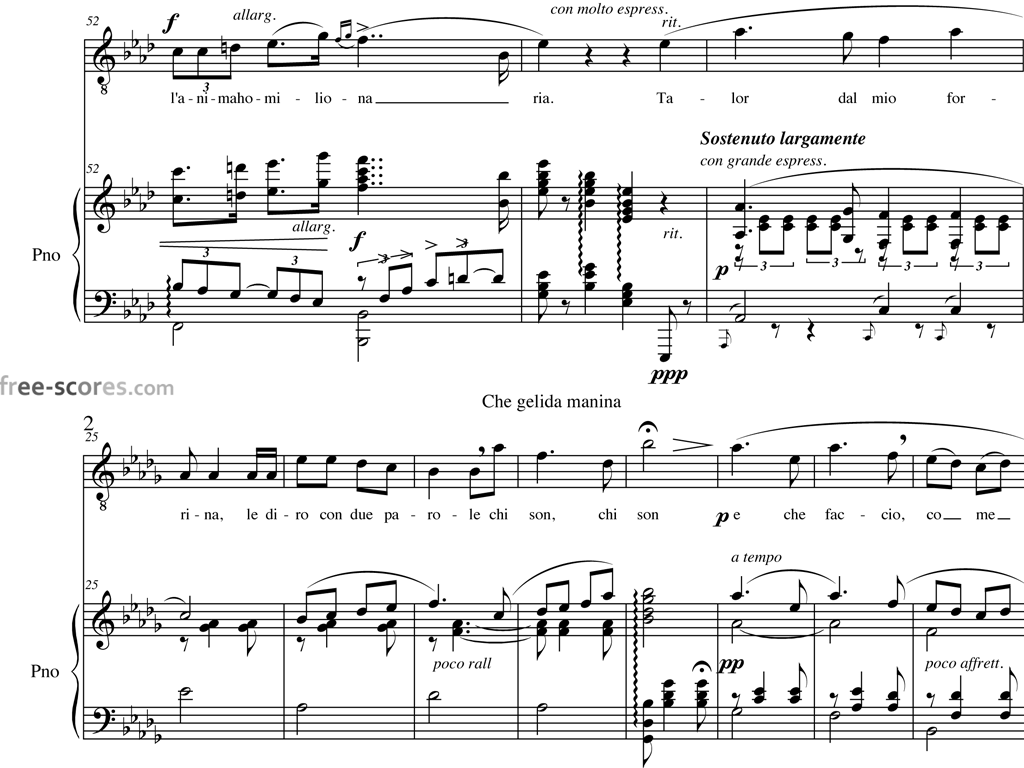 52 f allarg. con molto espress. rit.
3
l'a - ni - maho - mi - lio - na ria. Ta - lor dal mio for -
Sostenuto largamente
52 con grande espress.
allarg. f rit.
Pno 3 3 3 3 p 3 3 3 3
ppp
free-scores.com
Che gelida manina
2
25
ri - na, le di - ro con due pa - ro - le chi son, chi son p e che fac - cio, co me
a tempo
25
Pno poco rall pp poco affrett.